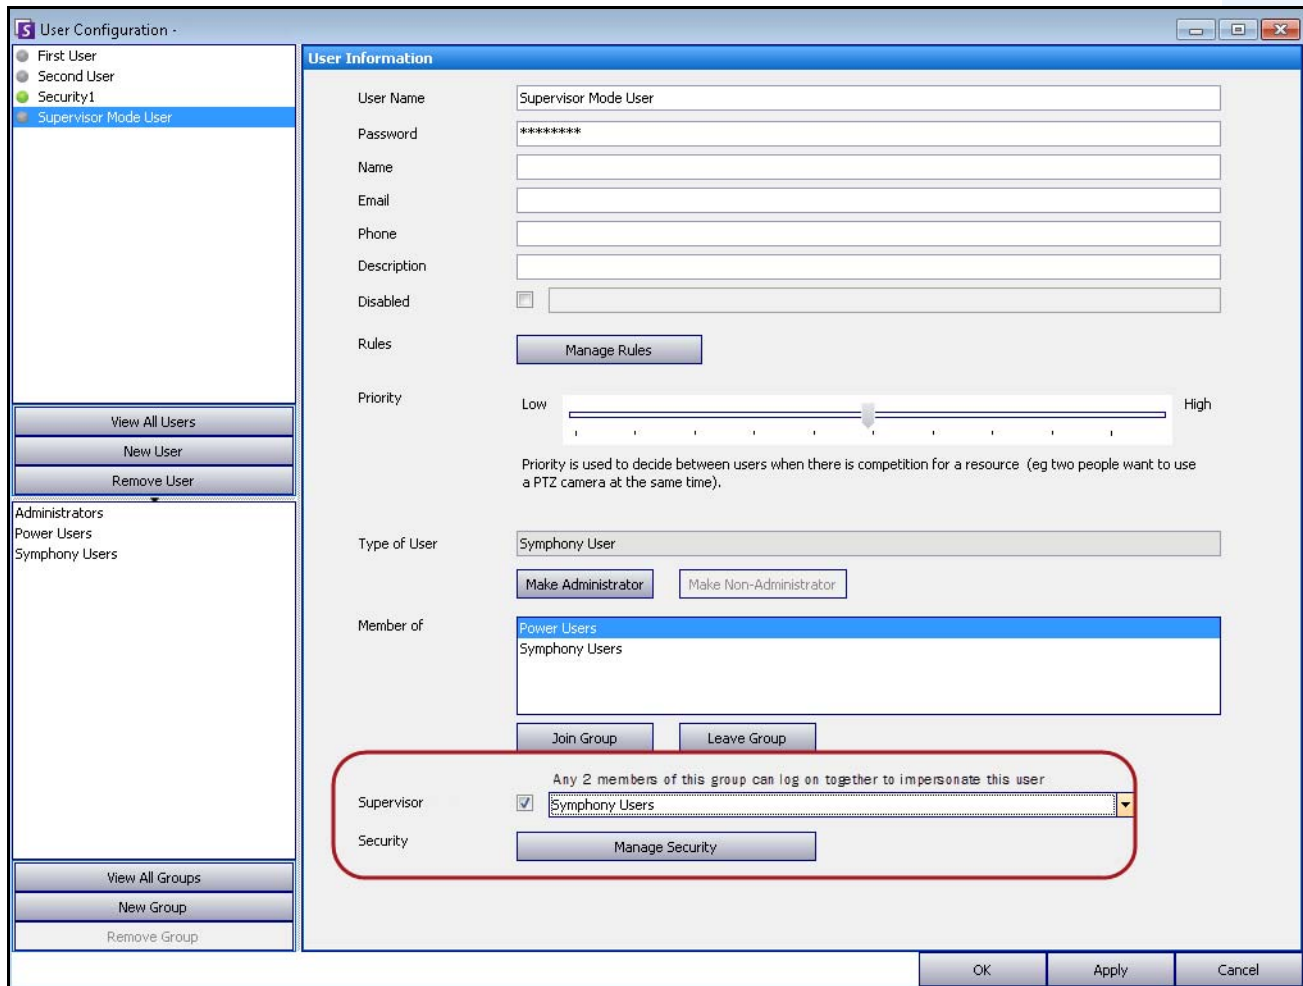 User Configuration -
First User
Second User
Security1
Supervisor Mode User
View All Users
New User
Remove User
Administrators
Power Users
Symphony Users
View All Groups
New Group
Remove Group
User Information
User Name Supervisor Mode User
Password ********
Name
Email
Phone
Description
Disabled
Rules Manage Rules
Priority Low High
Priority is used to decide between users when there is competition for a resource (eg two people want to use
a PTZ camera at the same time).
Type of User Symphony User
Make Administrator Make Non-Administrator
Member of Power Users
Symphony Users
Join Group Leave Group
Any 2 members of this group can log on together to impersonate this user
Supervisor Symphony Users
Security Manage Security
OK Apply Cancel